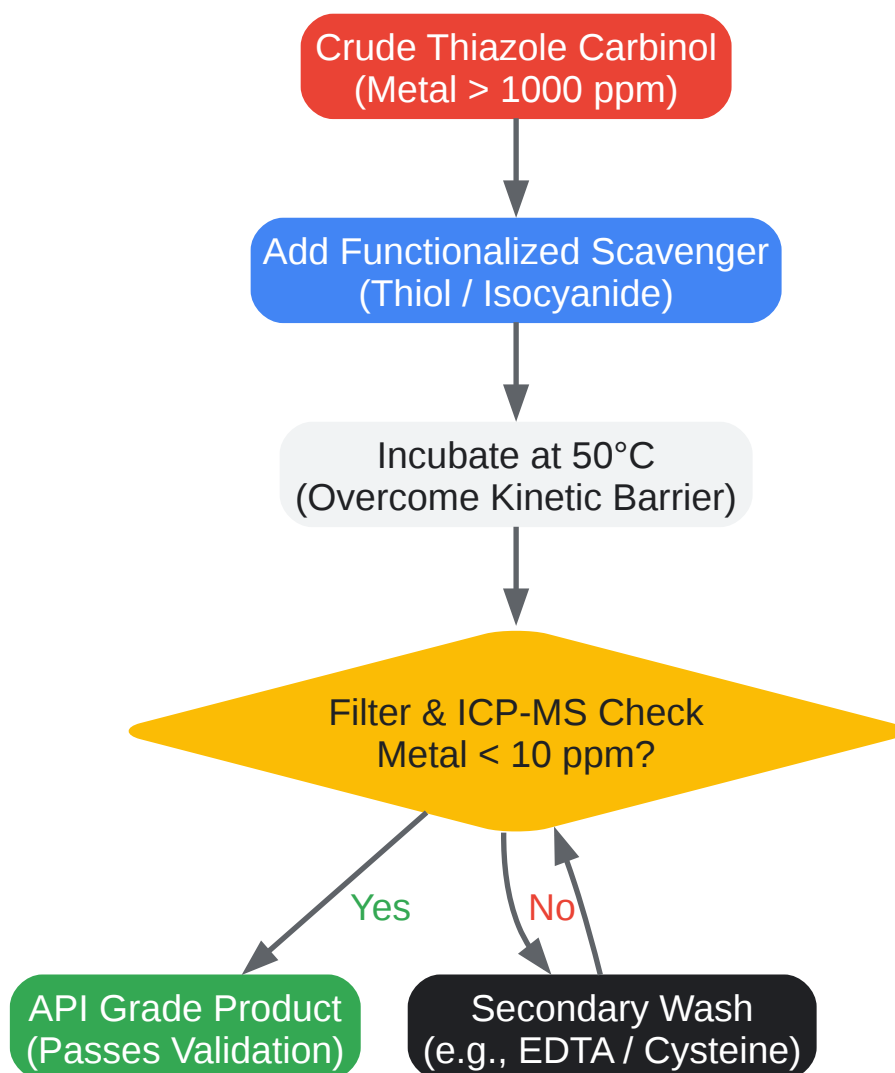 Crude Thiazole Carbinol
(Metal > 1000 ppm)
Add Functionalized Scavenger
(Thiol / Isocyanide)
Incubate at 50°C
(Overcome Kinetic Barrier)
Filter & ICP-MS Check
Metal < 10 ppm?
Yes
No
API Grade Product
(Passes Validation)
Secondary Wash
(e.g., EDTA / Cysteine)